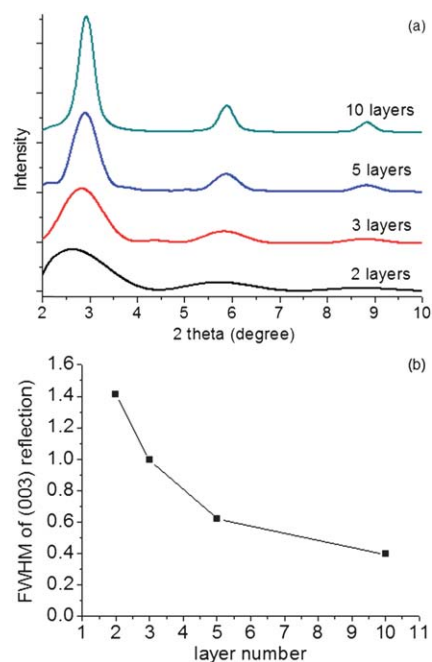 (a)
10 layers
5 layers
3 layers
2 layers
Intensity
2 3 4 5 6 7 8 9 10
2 theta (degree)
(b)
1.6
1.4
1.2
1.0
0.8
0.6
0.4
0.2
0.0
FWHM of (003) reflection)
1 2 3 4 5 6 7 8 9 10 11
layer number